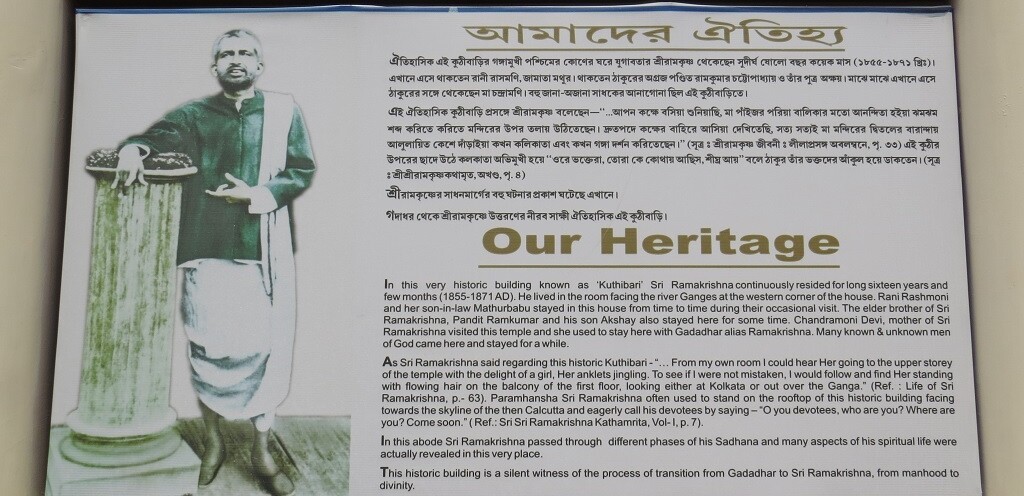 আমাদের ঐতিহ্য
ঐতিহাসিক এই কুঠীবাড়ির গঙ্গামুখী পশ্চিমের কোণের ঘরে যুগাবতার শ্রীরামকৃষ্ণ থেকেছেন সুদীর্ঘ ষোলো বছর কয়েক মাস (১৮৫৫-১৮৭১ খ্রিঃ)।
এখানে এসে থাকতেন রানী রাসমণি, জামাতা মথুর। থাকতেন ঠাকুরের অগ্রজ পণ্ডিত রামকুমার চট্টোপাধ্যায় ও তাঁর পুত্র অক্ষয়। মাঝে মাঝে এখানে এসে
ঠাকুরের সঙ্গে থেকেছেন মা চন্দ্রামণি। বহু জানা-অজানা সাধকের আনাগোনা ছিল এই কুঠীবাড়িতে।
এই ঐতিহাসিক কুঠীবাড়ি প্রসঙ্গে শ্রীরামকৃষ্ণ বলেছেন—"...আপন কক্ষে বসিয়া শুনিয়াছি, মা পাঁইজর পরিয়া বালিকার মতো আনন্দিতা হইয়া ঝমঝম
শব্দ করিতে করিতে মন্দিরের উপর তলায় উঠিতেছেন। দ্রুতপদে কক্ষের বাহিরে আসিয়া দেখিতেছি, সত্য সত্যই মা মন্দিরের দ্বিতলের বারান্দায়
আলুলায়িত কেশে দাঁড়াইয়া কখন কলিকাতা এবং কখন গঙ্গা দর্শন করিতেছেন।" (সূত্র : শ্রীরামকৃষ্ণ জীবনী : লীলাপ্রসঙ্গ অবলম্বনে, পৃ. ৩৩) এই কুঠীর
উপরের ছাদে উঠে কলকাতা অভিমুখী হয়ে "ওরে ভক্তেরা, তোরা কে কোথায় আছিস, শীঘ্র আয়" বলে ঠাকুর তাঁর ভক্তদের আঁকুল হয়ে ডাকতেন। (সূত্র
: শ্রীশ্রীরামকৃষ্ণকথামৃত, অখণ্ড, পৃ. ৪)
শ্রীরামকৃষ্ণের সাধনমার্গের বহু ঘটনার প্রকাশ ঘটেছে এখানে।
গদাধর থেকে শ্রীরামকৃষ্ণে উত্তরণের নীরব সাক্ষী ঐতিহাসিক এই কুঠীবাড়ি।
Our Heritage
In this very historic building known as 'Kuthibari' Sri Ramakrishna continuously resided for long sixteen years and
few months (1855-1871 AD). He lived in the room facing the river Ganges at the western corner of the house. Rani Rashmoni
and her son-in-law Mathurbabu stayed in this house from time to time during their occasional visit. The elder brother of Sri
Ramakrishna, Pandit Ramkumar and his son Akshay also stayed here for some time. Chandramoni Devi, mother of Sri
Ramakrishna visited this temple and she used to stay here with Gadadhar alias Ramakrishna. Many known & unknown men
of God came here and stayed for a while.
As Sri Ramakrishna said regarding this historic Kuthibari - "… From my own room I could hear Her going to the upper storey
of the temple with the delight of a girl, Her anklets jingling. To see if I were not mistaken, I would follow and find Her standing
with flowing hair on the balcony of the first floor, looking either at Kolkata or out over the Ganga." (Ref. : Life of Sri
Ramakrishna, p.- 63). Paramhansha Sri Ramakrishna often used to stand on the rooftop of this historic building facing
towards the skyline of the then Calcutta and eagerly call his devotees by saying – "O you devotees, who are you? Where are
you? Come soon." ( Ref.: Sri Sri Ramakrishna Kathamrita, Vol- I, p. 7).
In this abode Sri Ramakrishna passed through different phases of his Sadhana and many aspects of his spiritual life were
actually revealed in this very place.
This historic building is a silent witness of the process of transition from Gadadhar to Sri Ramakrishna, from manhood to
divinity.